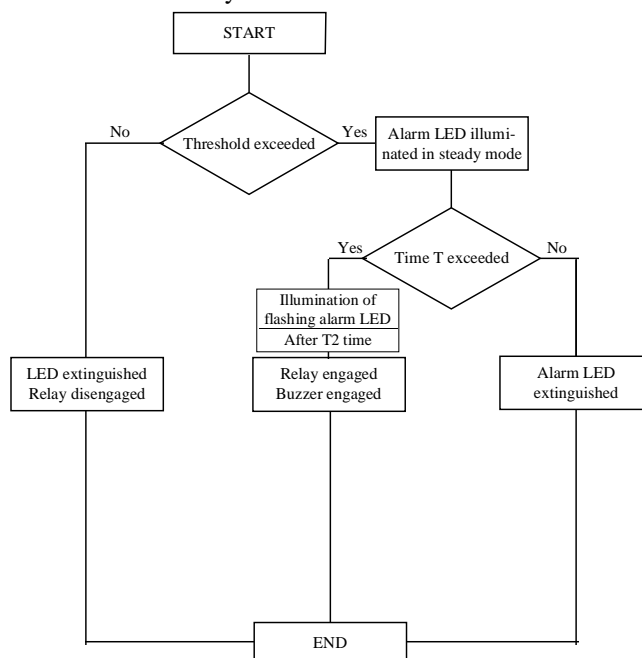 START
No
Threshold exceeded
Yes
Alarm LED illumi-
nated in steady mode
Yes
Time T exceeded
No
Illumination of
flashing alarm LED
After T2 time
LED extinguished
Relay disengaged
Relay engaged
Buzzer engaged
Alarm LED
extinguished
END